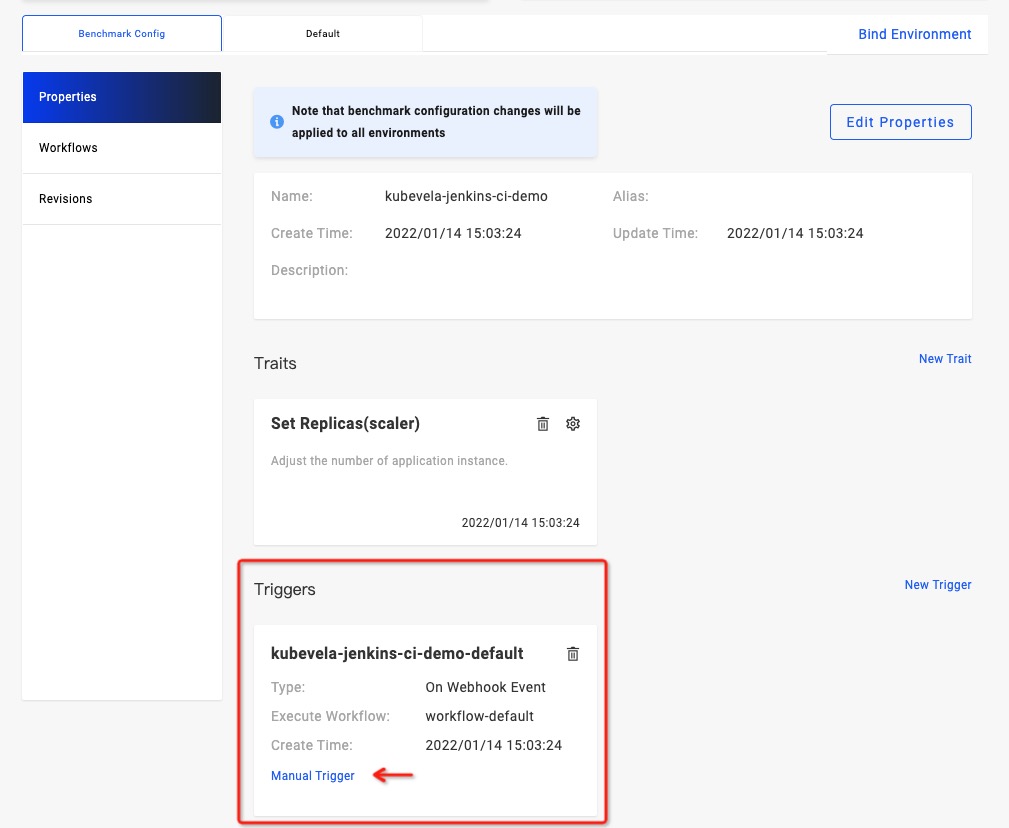 Benchmark Config
Default
Bind Environment
Properties
Workflows
Revisions
Note that benchmark configuration changes will be
applied to all environments
Edit Properties
Name: kubevela-jenkins-ci-demo Alias:
Create Time: 2022/01/14 15:03:24 Update Time: 2022/01/14 15:03:24
Description:
Traits
New Trait
Set Replicas(scaler)
Adjust the number of application instance.
2022/01/14 15:03:24
Triggers
New Trigger
kubevela-jenkins-ci-demo-default
Type: On Webhook Event
Execute Workflow: workflow-default
Create Time: 2022/01/14 15:03:24
Manual Trigger